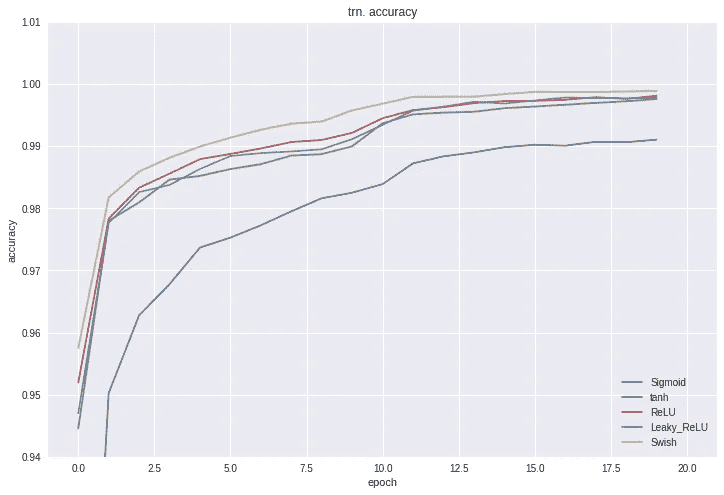 trn. accuracy
1.01
1.00
0.99
0.98
0.97
0.96
0.95
0.94
accuracy
0.0
2.5
5.0
7.5
10.0
12.5
15.0
17.5
20.0
epoch
Sigmoid
tanh
ReLU
Leaky_ReLU
Swish